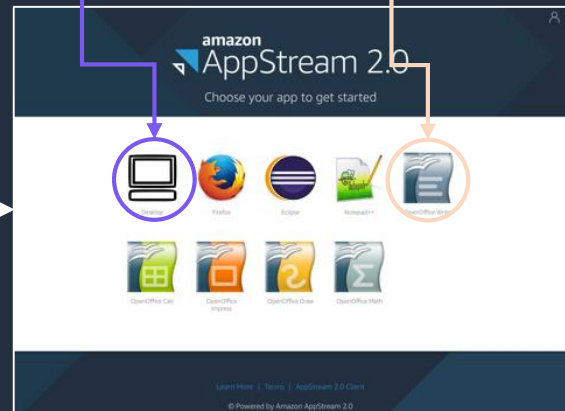 amazon
AppStream 2.0
Choose your app to get started
Desktop
Firefox
Eclipse
Notepad++
OpenOffice Writer
OpenOffice Calc
OpenOffice
Impress
OpenOffice Draw
OpenOffice Math
Learn More | Terms | AppStream 2.0 Client
© Powered by Amazon AppStream 2.0